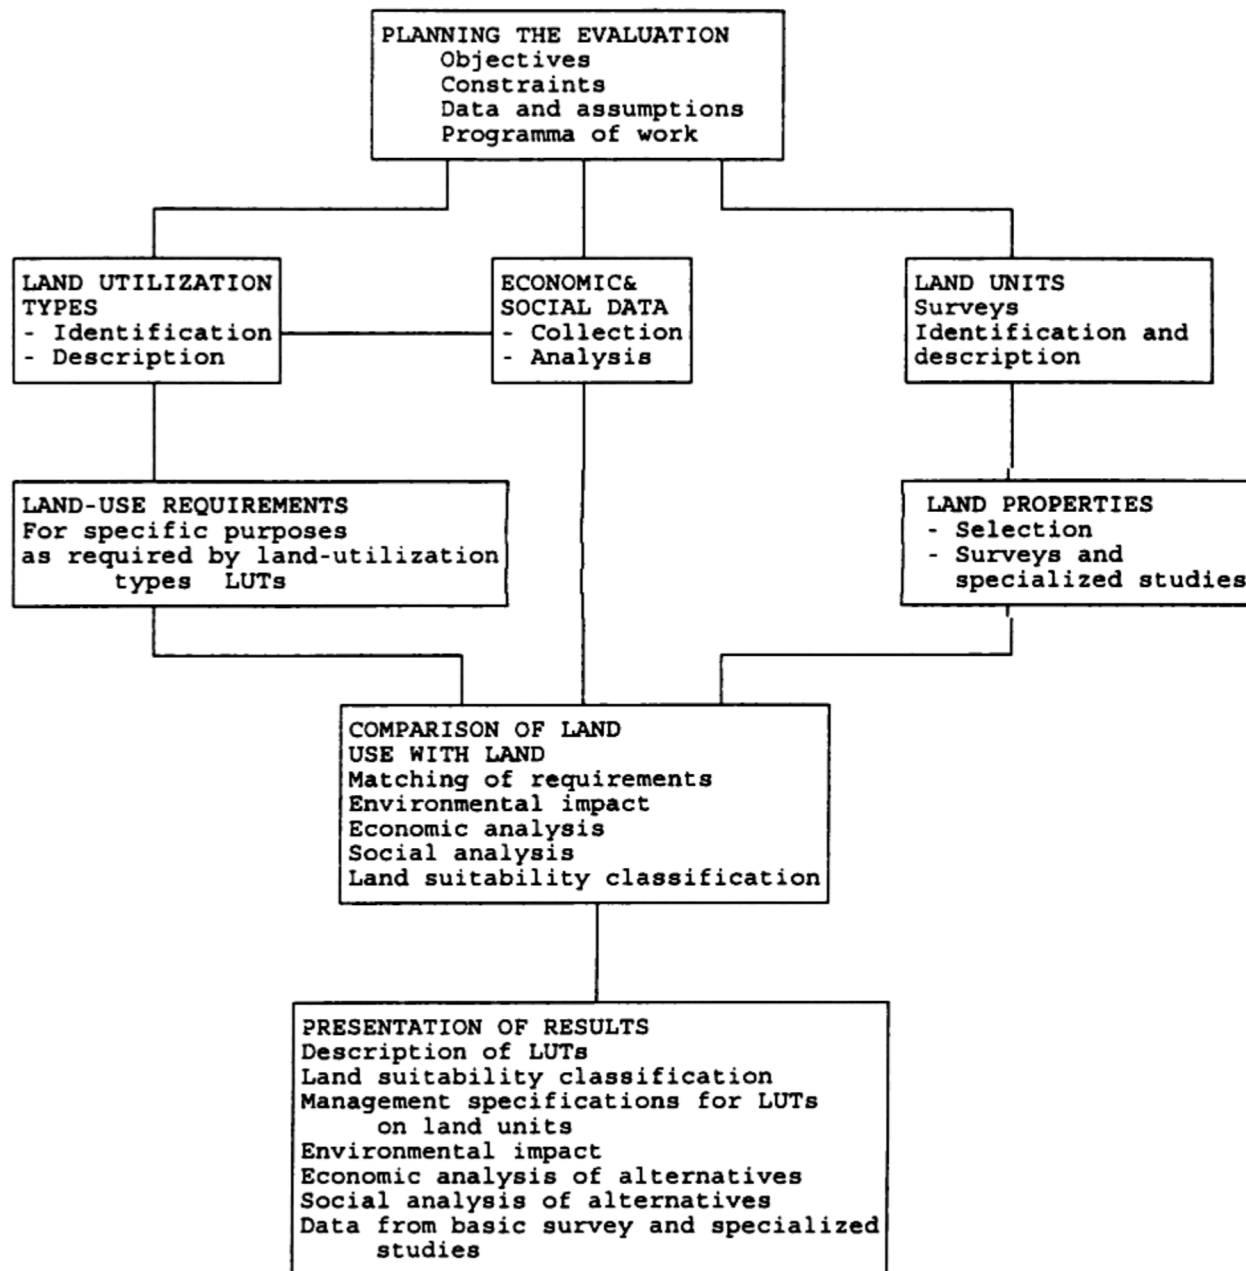 PLANNING THE EVALUATION
Objectives
Constraints
Data and assumptions
Programma of work
LAND UTILIZATION
TYPES
- Identification
- Description
ECONOMIC&
SOCIAL DATA
- Collection
- Analysis
LAND UNITS
Surveys
Identification and
description
LAND-USE REQUIREMENTS
For specific purposes
as required by land-utilization
types LUTs
LAND PROPERTIES
- Selection
- Surveys and
specialized studies
COMPARISON OF LAND
USE WITH LAND
Matching of requirements
Environmental impact
Economic analysis
Social analysis
Land suitability classification
PRESENTATION OF RESULTS
Description of LUTs
Land suitability classification
Management specifications for LUTs
on land units
Environmental impact
Economic analysis of alternatives
Social analysis of alternatives
Data from basic survey and specialized
studies